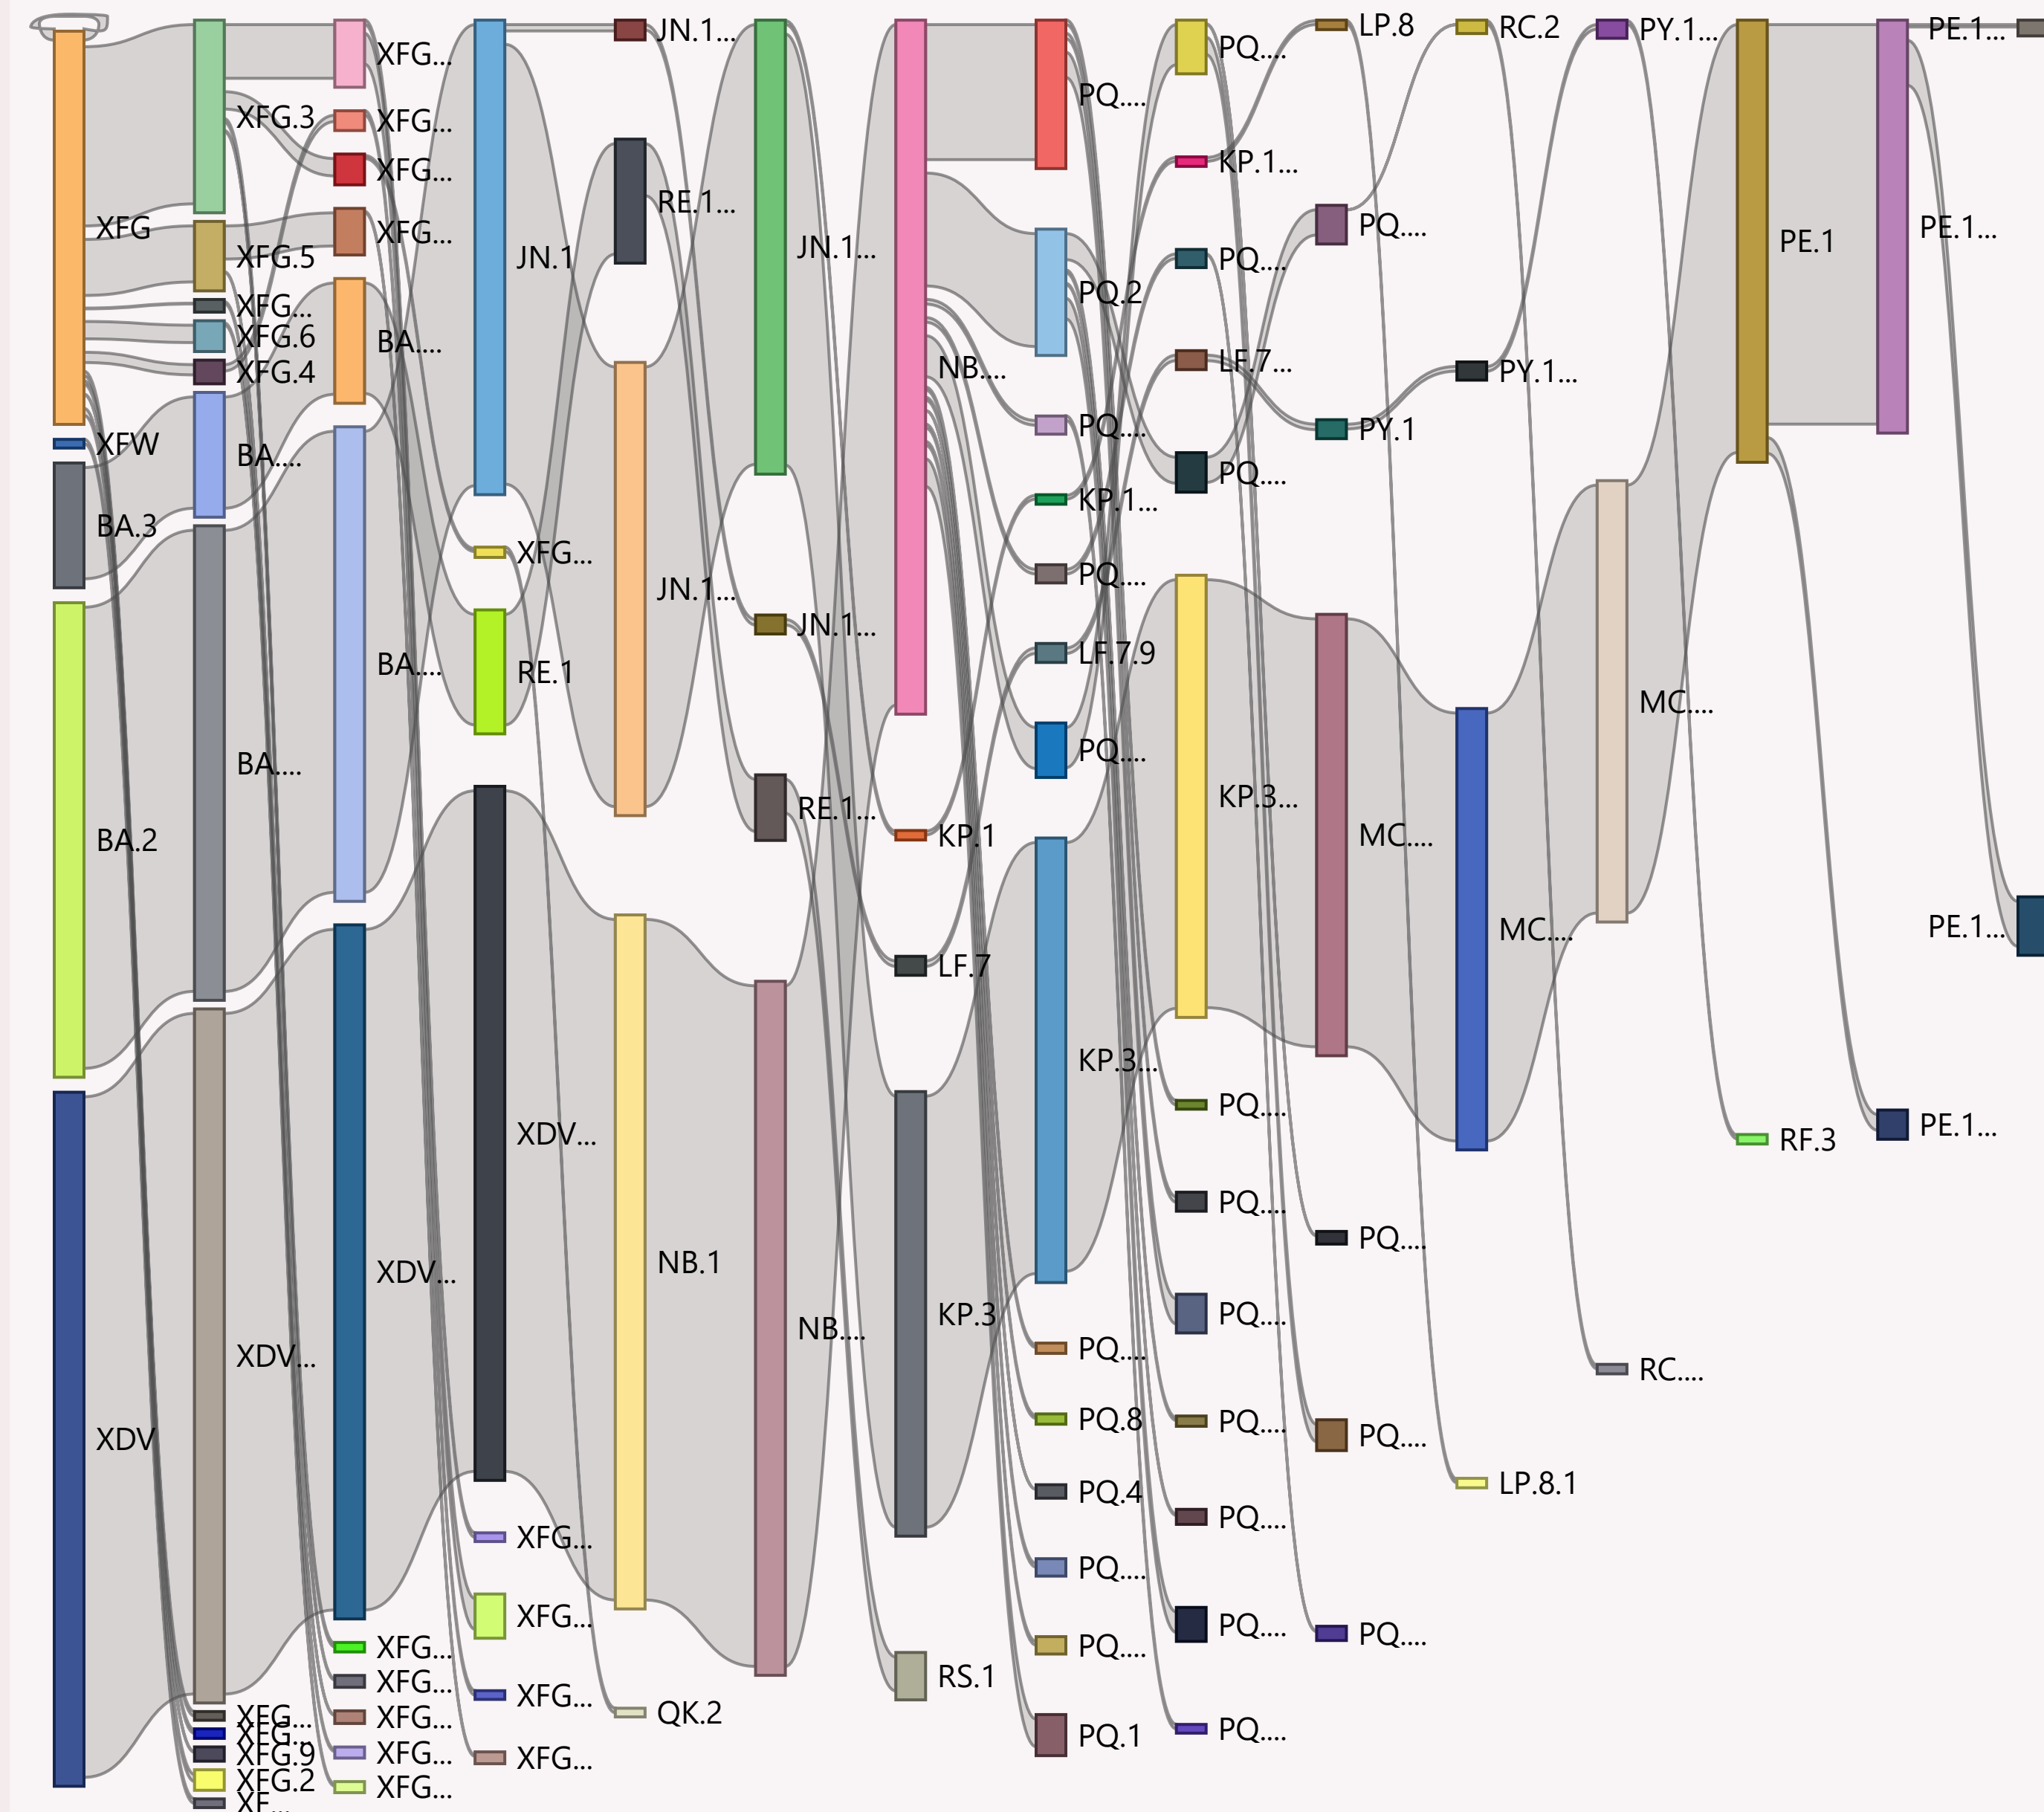 XFG
XFW
BA.3
BA.2
XDV
XFG.3
XFG.5
XFG...
XFG.6
XFG.4
BA....
BA....
XDV...
XFG...
XFG...
XFG.9
XFG.2
XF...
XFG...
XFG...
XFG...
XFG...
BA....
BA....
XDV...
XFG...
XFG...
XFG...
XFG...
XFG...
JN.1
XFG...
RE.1
XDV...
XFG...
XFG...
XFG...
XFG...
JN.1...
RE.1...
JN.1...
NB.1
QK.2
JN.1...
JN.1...
RE.1...
NB....
NB....
KP.1
LF.7
KP.3
RS.1
PQ....
PQ.2
PQ....
KP.1...
PQ....
LF.7.9
PQ....
KP.3...
PQ....
PQ.8
PQ.4
PQ....
PQ....
PQ.1
PQ....
KP.1...
PQ....
LF.7...
PQ....
KP.3...
PQ....
PQ....
PQ....
PQ....
PQ....
PQ....
PQ....
LP.8
PQ....
PY.1
MC....
PQ....
PQ....
PQ....
RC.2
PY.1...
MC....
LP.8.1
PY.1...
MC....
RC....
PE.1
RF.3
PE.1...
PE.1...
PE.1...
PE.1...